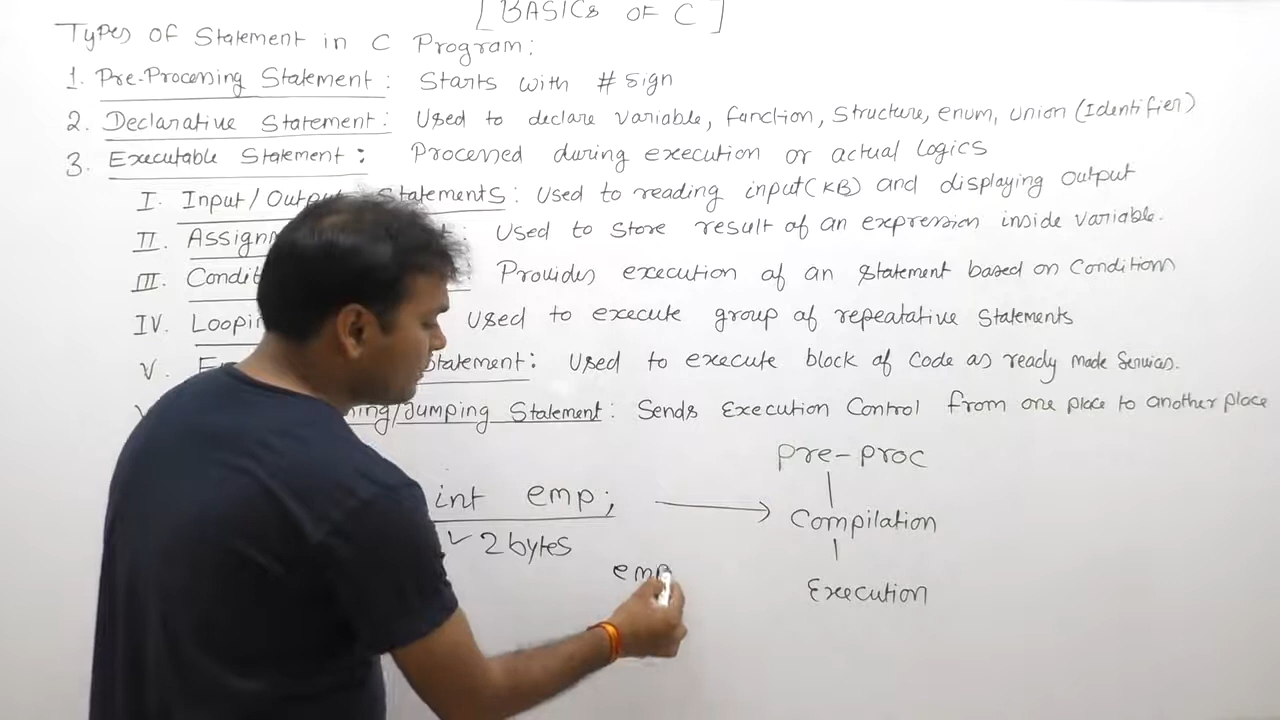 [BASICS OF C]
Types of Statement in C Program:
1. Pre-Processing Statement: Starts with # sign
2. Declarative Statement: Used to declare variable, function, Structure, enum, union (Identifier)
3. Executable Statement: Processed during execution or actual logics
I. Input/Output Statements: Used to reading input(KB) and displaying output
II. Used to store result of an expression inside variable.
III. Provides execution of an statement based on Conditions
IV. Used to execute group of repeatative statements
V. Statement: Used to execute block of Code as ready made Services.
/Jumping Statement: Sends Execution Control from one place to another place
Pre-proc
int emp;
Compilation
2 bytes
emp
Execution